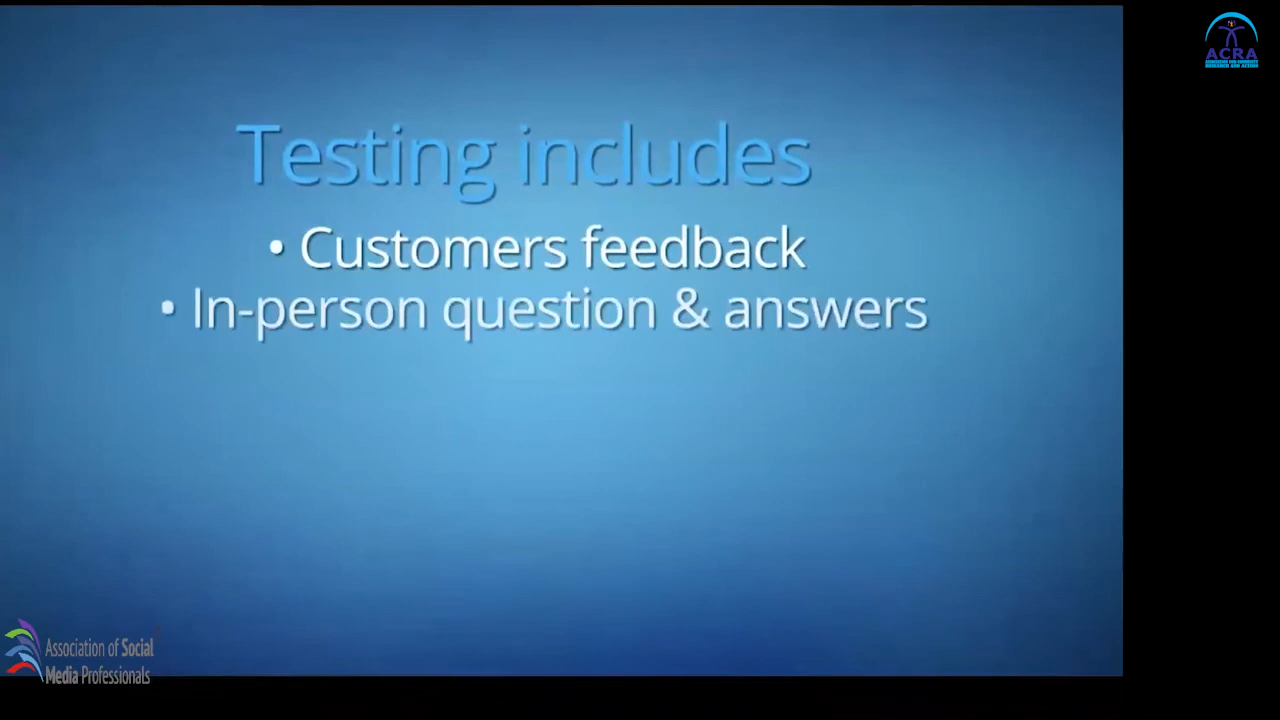 ACRA
Testing includes
• Customers feedback
• In-person question & answers
Association of Social
Media Professionals